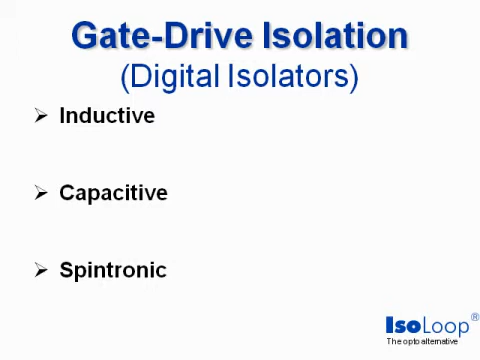 Gate-Drive Isolation
(Digital Isolators)
➢ Inductive
➢ Capacitive
➢ Spintronic
IsoLoop®
The opto alternative